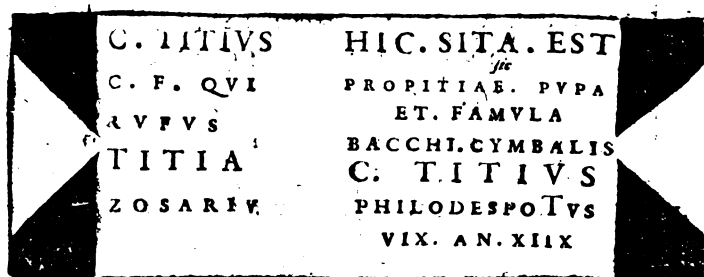 C. TITIVS
C. F. QVI
RVFVS
TITIA
ZOSARIV.
HIC. SITA. EST
sic
PROPITIAE. PVPA
ET. FAMVLA
BACCHI. CYMBALIS
C. TITIVS
PHILODESPOTVS
VIX. AN. XIIX